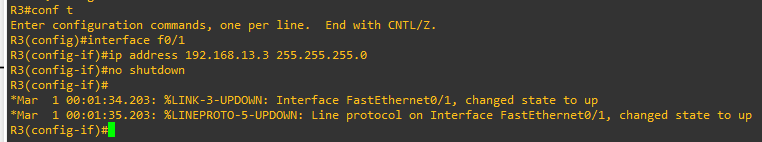 R3#conf t
Enter configuration commands, one per line.  End with CNTL/Z.
R3(config)#interface f0/1
R3(config-if)#ip address 192.168.13.3 255.255.255.0
R3(config-if)#no shutdown
R3(config-if)#
*Mar  1 00:01:34.203: %LINK-3-UPDOWN: Interface FastEthernet0/1, changed state to up
*Mar  1 00:01:35.203: %LINEPROTO-5-UPDOWN: Line protocol on Interface FastEthernet0/1, changed state to up
R3(config-if)#